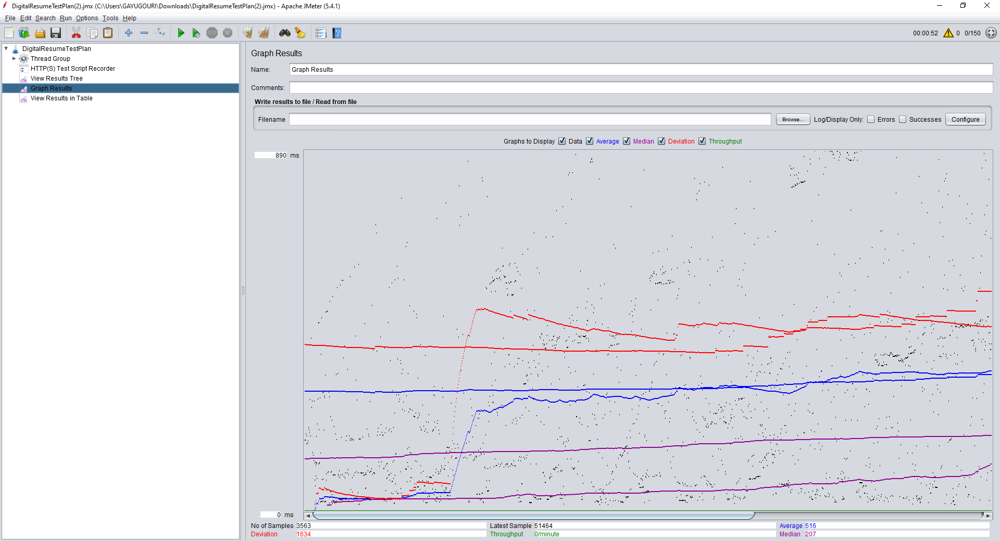 DigitalResumeTestPlan(2).jmx (C:\Users\GAYUGOURI\Downloads\DigitalResumeTestPlan(2).jmx) - Apache JMeter (5.4.1)
File Edit Search Run Options Tools Help
STOP
00:00:52 0 0/150
DigitalResumeTestPlan
Thread Group
HTTP(S) Test Script Recorder
View Results Tree
Graph Results
View Results in Table
Graph Results
Name: Graph Results
Comments:
Write results to file / Read from file
Filename Browse... Log/Display Only: Errors Successes Configure
Graphs to Display Data Average Median Deviation Throughput
890 ms
0 ms
No of Samples 3563 Latest Sample 51464 Average 516
Deviation 1634 Throughput 0/minute Median 207